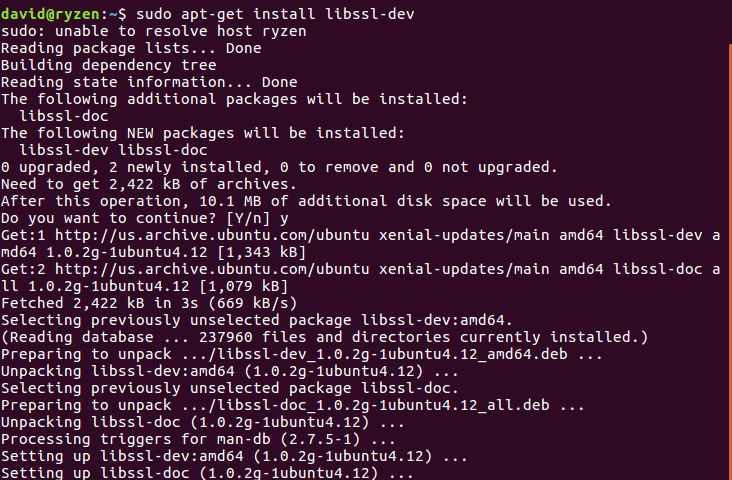 david@ryzen:~$ sudo apt-get install libssl-dev
sudo: unable to resolve host ryzen
Reading package lists... Done
Building dependency tree
Reading state information... Done
The following additional packages will be installed:
  libssl-doc
The following NEW packages will be installed:
  libssl-dev libssl-doc
0 upgraded, 2 newly installed, 0 to remove and 0 not upgraded.
Need to get 2,422 kB of archives.
After this operation, 10.1 MB of additional disk space will be used.
Do you want to continue? [Y/n] y
Get:1 http://us.archive.ubuntu.com/ubuntu xenial-updates/main amd64 libssl-dev a
md64 1.0.2g-1ubuntu4.12 [1,343 kB]
Get:2 http://us.archive.ubuntu.com/ubuntu xenial-updates/main amd64 libssl-doc a
ll 1.0.2g-1ubuntu4.12 [1,079 kB]
Fetched 2,422 kB in 3s (669 kB/s)
Selecting previously unselected package libssl-dev:amd64.
(Reading database ... 237960 files and directories currently installed.)
Preparing to unpack .../libssl-dev_1.0.2g-1ubuntu4.12_amd64.deb ...
Unpacking libssl-dev:amd64 (1.0.2g-1ubuntu4.12) ...
Selecting previously unselected package libssl-doc.
Preparing to unpack .../libssl-doc_1.0.2g-1ubuntu4.12_all.deb ...
Unpacking libssl-doc (1.0.2g-1ubuntu4.12) ...
Processing triggers for man-db (2.7.5-1) ...
Setting up libssl-dev:amd64 (1.0.2g-1ubuntu4.12) ...
Setting up libssl-doc (1.0.2g-1ubuntu4.12) ...